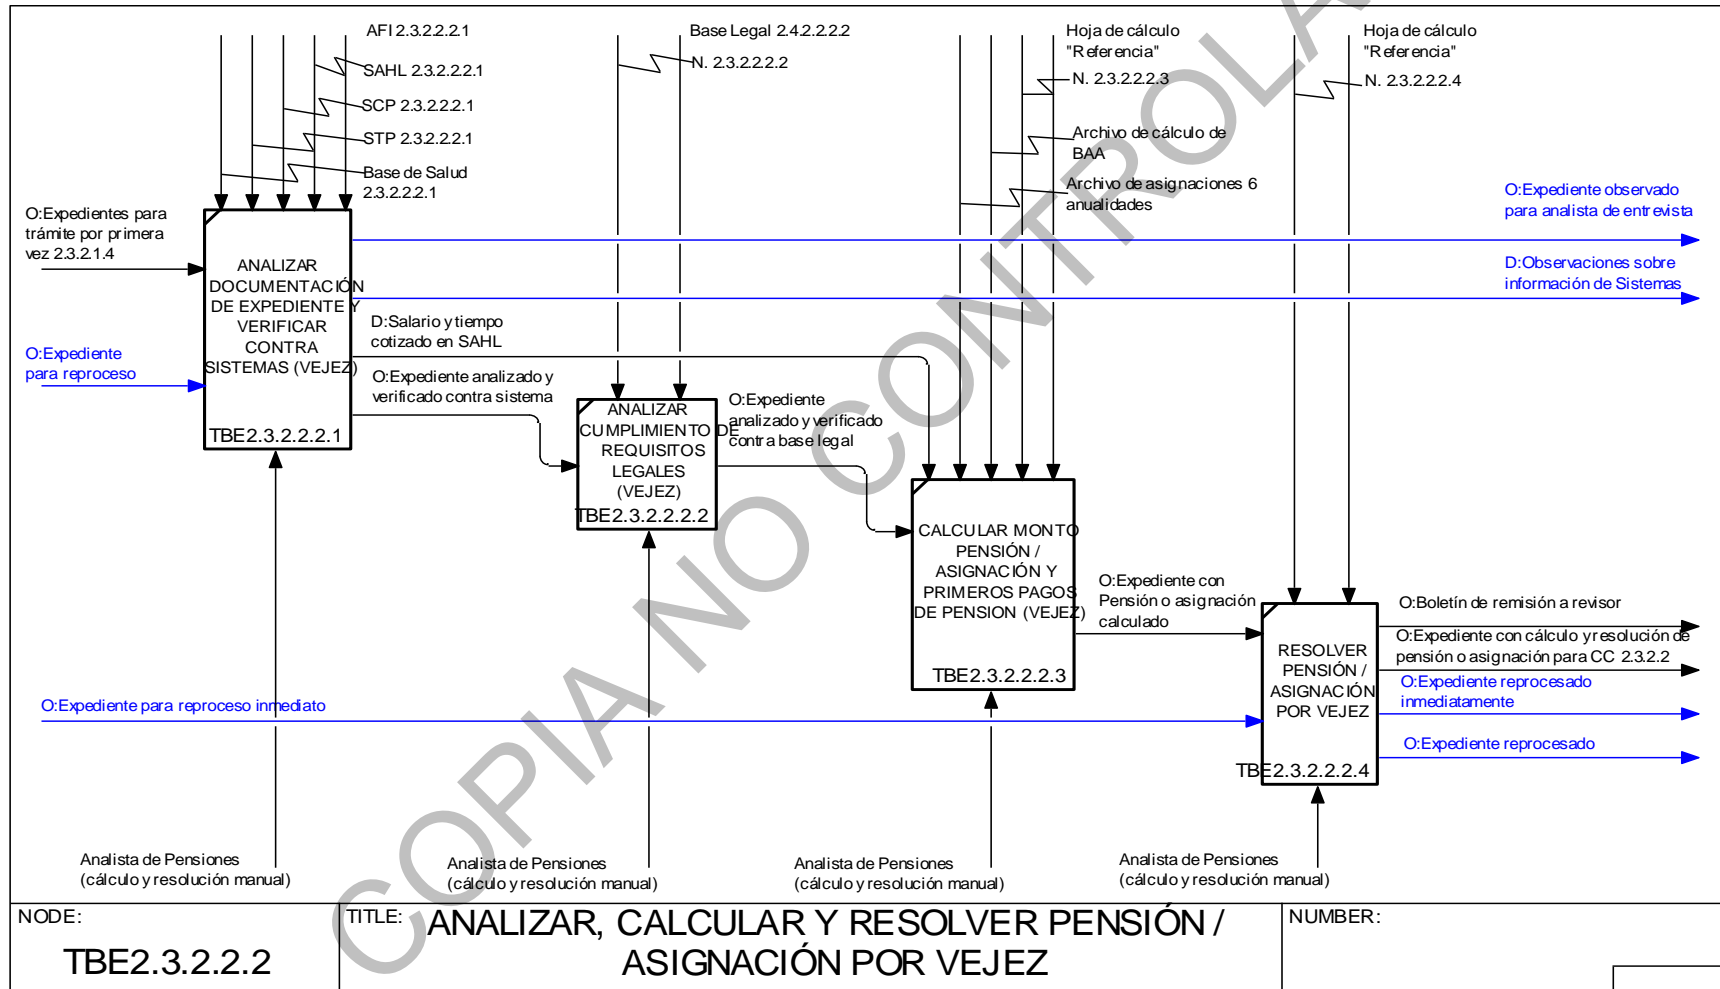 AFI 2.3.2.2.2.1
SAHL 2.3.2.2.2.1
SCP 2.3.2.2.2.1
STP 2.3.2.2.2.1
Base de Salud
2.3.2.2.2.1
Base Legal 2.4.2.2.2.2
N. 2.3.2.2.2.2
Hoja de cálculo
"Referencia"
N. 2.3.2.2.2.3
Archivo de cálculo de
BAA
Archivo de asignaciones 6
anualidades
Hoja de cálculo
"Referencia"
N. 2.3.2.2.2.4
O:Expedientes para
trámite por primera
vez 2.3.2.1.4
O:Expediente
para reproceso
ANALIZAR
DOCUMENTACIÓN
DE EXPEDIENTE Y
VERIFICAR
CONTRA
SISTEMAS (VEJEZ)
TBE2.3.2.2.2.1
O:Expediente observado
para analista de entrevista
D:Observaciones sobre
información de Sistemas
D:Salario y tiempo
cotizado en SAHL
O:Expediente analizado y
verificado contra sistema
ANALIZAR
CUMPLIMIENTO DE
REQUISITOS
LEGALES
(VEJEZ)
TBE2.3.2.2.2.2
O:Expediente
analizado y verificado
contra base legal
CALCULAR MONTO
PENSIÓN /
ASIGNACIÓN Y
PRIMEROS PAGOS
DE PENSION (VEJEZ)
TBE2.3.2.2.2.3
O:Expediente con
Pensión o asignación
calculado
RESOLVER
PENSIÓN /
ASIGNACIÓN
POR VEJEZ
TBE2.3.2.2.2.4
O:Boletín de remisión a revisor
O:Expediente con cálculo y resolución de
pensión o asignación para CC 2.3.2.2
O:Expediente reprocesado
inmediatamente
O:Expediente reprocesado
O:Expediente para reproceso inmediato
Analista de Pensiones
(cálculo y resolución manual)
Analista de Pensiones
(cálculo y resolución manual)
Analista de Pensiones
(cálculo y resolución manual)
Analista de Pensiones
(cálculo y resolución manual)
COPIA NO CONTROLA
NODE:
TBE2.3.2.2.2
TITLE:
ANALIZAR, CALCULAR Y RESOLVER PENSIÓN /
ASIGNACIÓN POR VEJEZ
NUMBER: